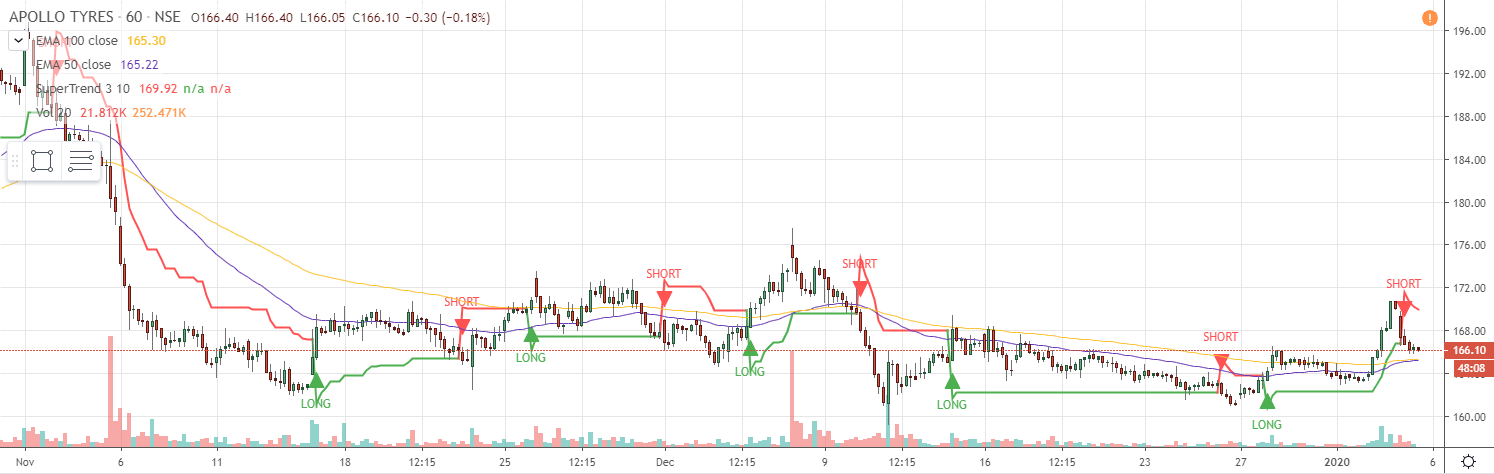 APOLLO TYRES · 60 · NSE O166.40 H166.40 L166.05 C166.10 −0.30 (−0.18%)
EMA 100 close 165.30
EMA 50 close 165.22
SuperTrend 3 10 169.92 n/a n/a
Vol 20 21.812K 252.471K
!
196.00
192.00
188.00
184.00
180.00
176.00
172.00
168.00
166.10
48:08
160.00
LONG
SHORT
LONG
SHORT
LONG
SHORT
LONG
SHORT
LONG
SHORT
Nov 6 11 18 12:15 25 12:15 Dec 12:15 9 12:15 16 12:15 23 27 2020 6